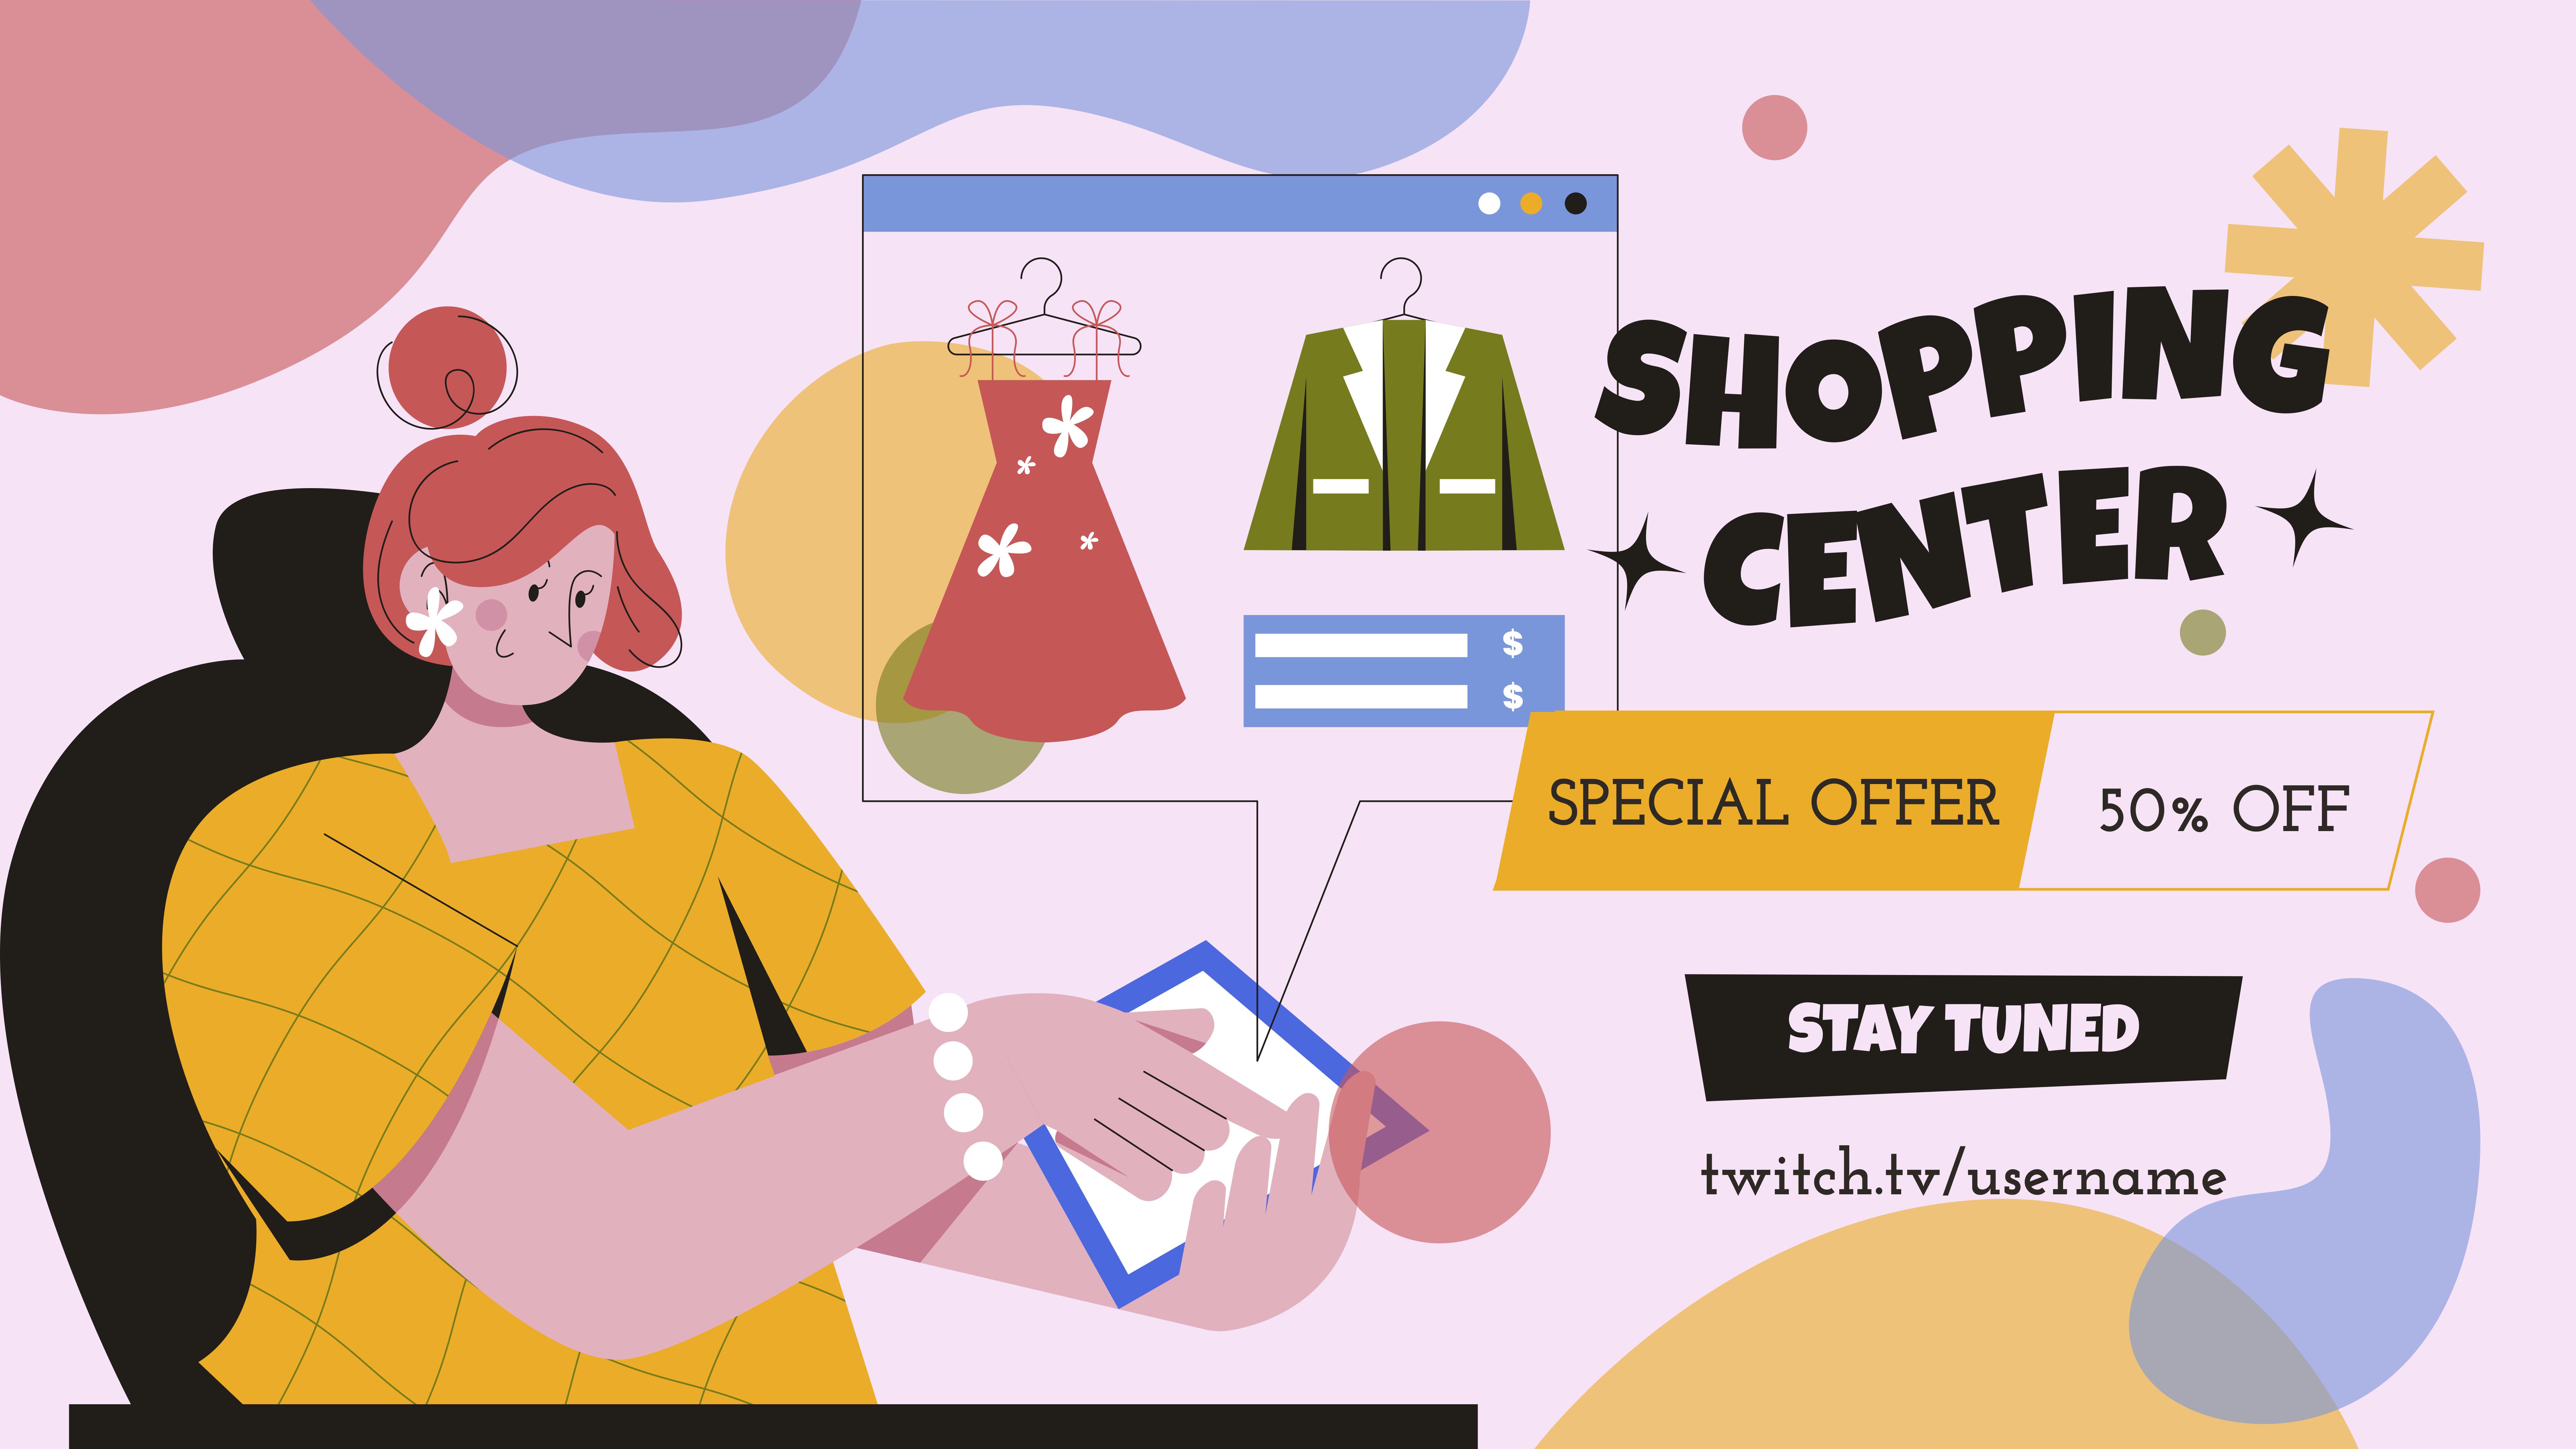 SHOPPING
CENTER
$
$
SPECIAL OFFER
50% OFF
STAY TUNED
twitch.tv/username